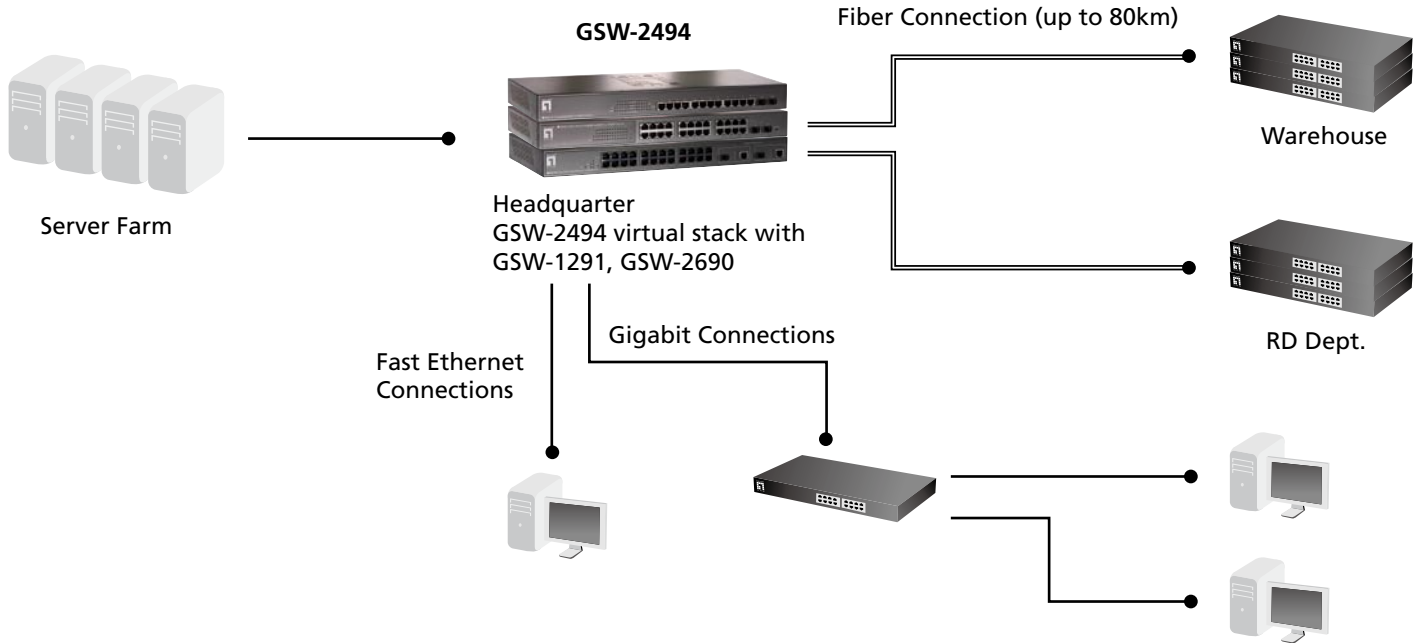 GSW-2494
Fiber Connection (up to 80km)
Warehouse
Server Farm
Headquarter
GSW-2494 virtual stack with
GSW-1291, GSW-2690
RD Dept.
Gigabit Connections
Fast Ethernet
Connections